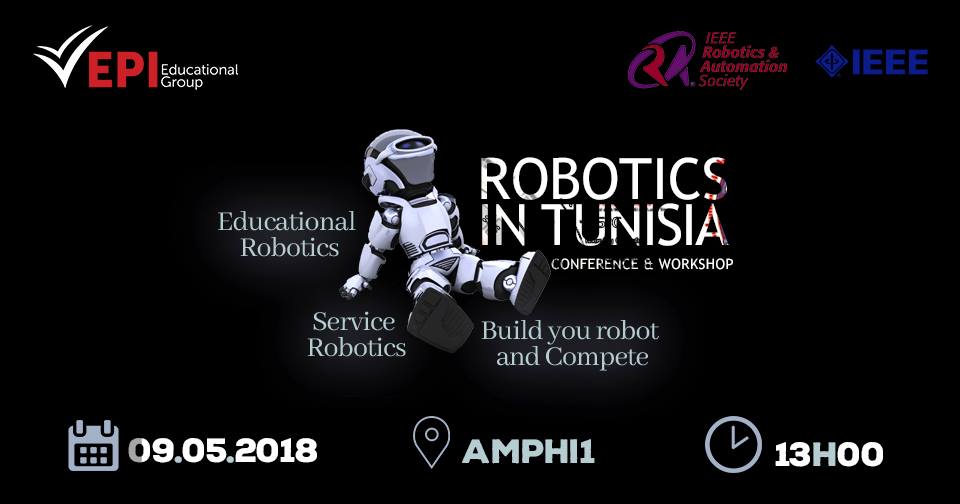 EPI Educational
Group
IEEE
Robotics &
Automation
Society
IEEE
ROBOTICS
IN TUNISIA
CONFERENCE & WORKSHOP
Educational
Robotics
Service
Robotics
Build you robot
and Compete
09.05.2018
AMPHI1
13H00